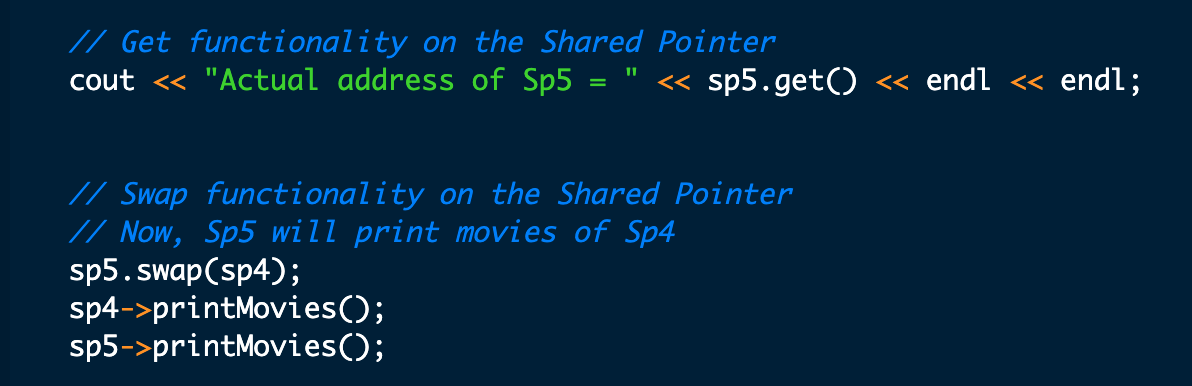 // Get functionality on the Shared Pointer
cout << "Actual address of Sp5 = " << sp5.get() << endl << endl;
// Swap functionality on the Shared Pointer
// Now, Sp5 will print movies of Sp4
sp5.swap(sp4);
sp4->printMovies();
sp5->printMovies();